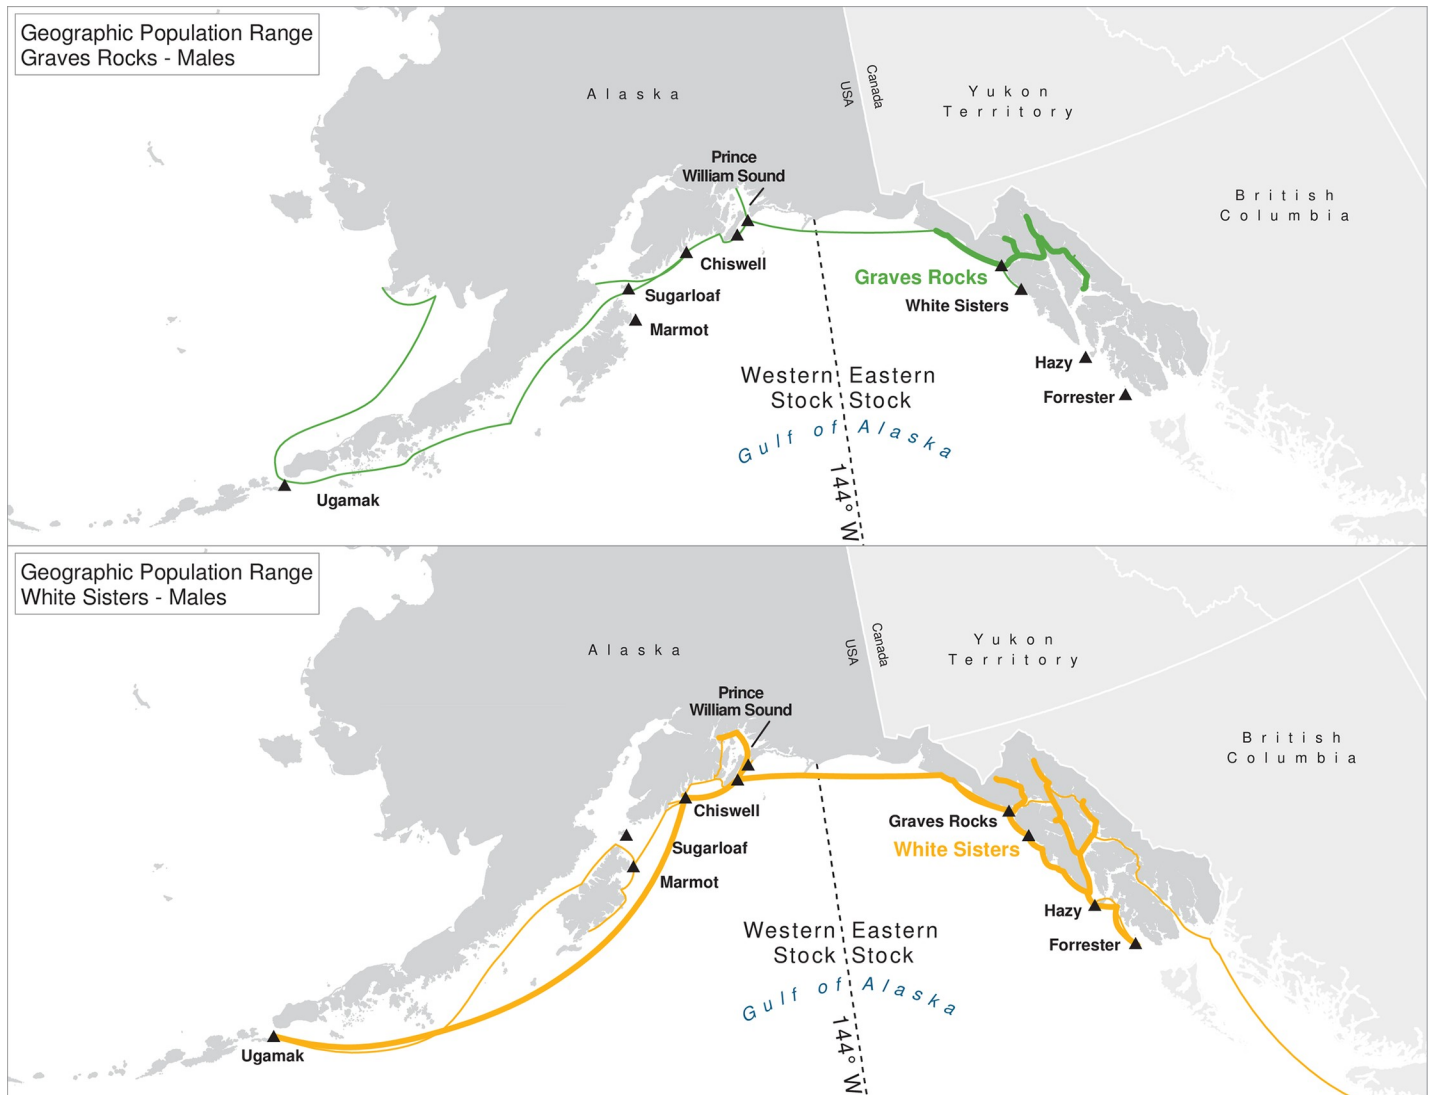 Geographic Population Range
Graves Rocks - Males
Alaska
USA
Canada
Yukon
Territory
British
Columbia
Prince
William Sound
Chiswell
Sugarloaf
Marmot
Graves Rocks
White Sisters
Hazy
Forrester
Western Eastern
Stock Stock
Gulf of Alaska
144° W
Ugamak
Geographic Population Range
White Sisters - Males
Alaska
USA
Canada
Yukon
Territory
British
Columbia
Prince
William Sound
Chiswell
Sugarloaf
Marmot
Graves Rocks
White Sisters
Hazy
Forrester
Western Eastern
Stock Stock
Gulf of Alaska
144° W
Ugamak